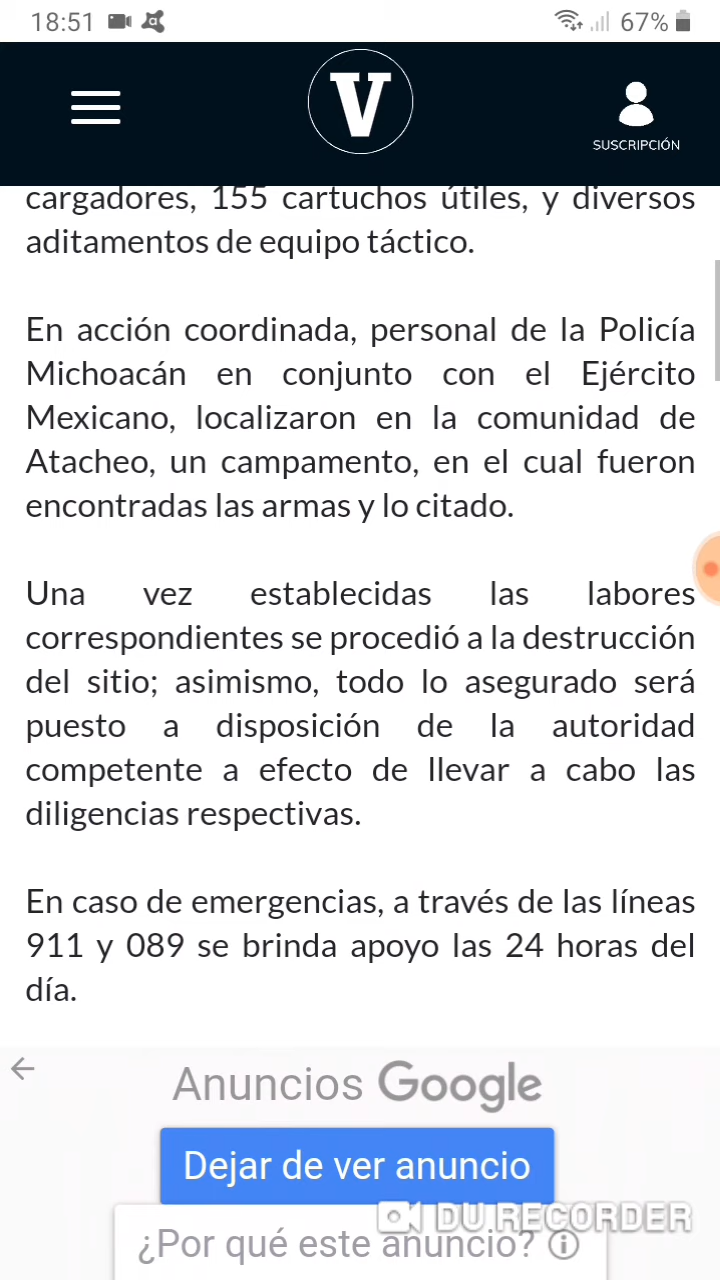 18:51
67%
V
SUSCRIPCIÓN
cargadores, 155 cartuchos útiles, y diversos
aditamentos de equipo táctico.
En acción coordinada, personal de la Policía
Michoacán en conjunto con el Ejército
Mexicano, localizaron en la comunidad de
Atacheo, un campamento, en el cual fueron
encontradas las armas y lo citado.
Una vez establecidas las labores
correspondientes se procedió a la destrucción
del sitio; asimismo, todo lo asegurado será
puesto a disposición de la autoridad
competente a efecto de llevar a cabo las
diligencias respectivas.
En caso de emergencias, a través de las líneas
911 y 089 se brinda apoyo las 24 horas del
día.
Anuncios Google
Dejar de ver anuncio
DU RECORDER
¿Por qué este anuncio?